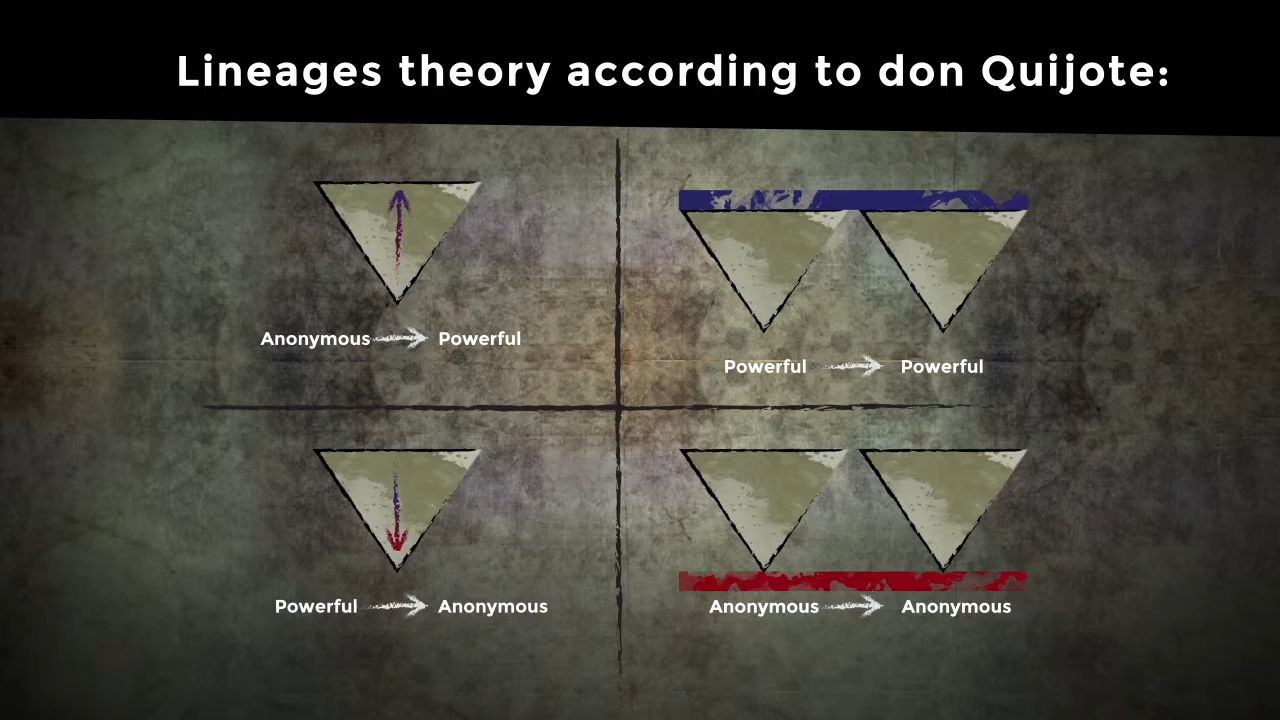 Lineages theory according to don Quijote:
Anonymous Powerful
Powerful Powerful
Powerful Anonymous
Anonymous Anonymous